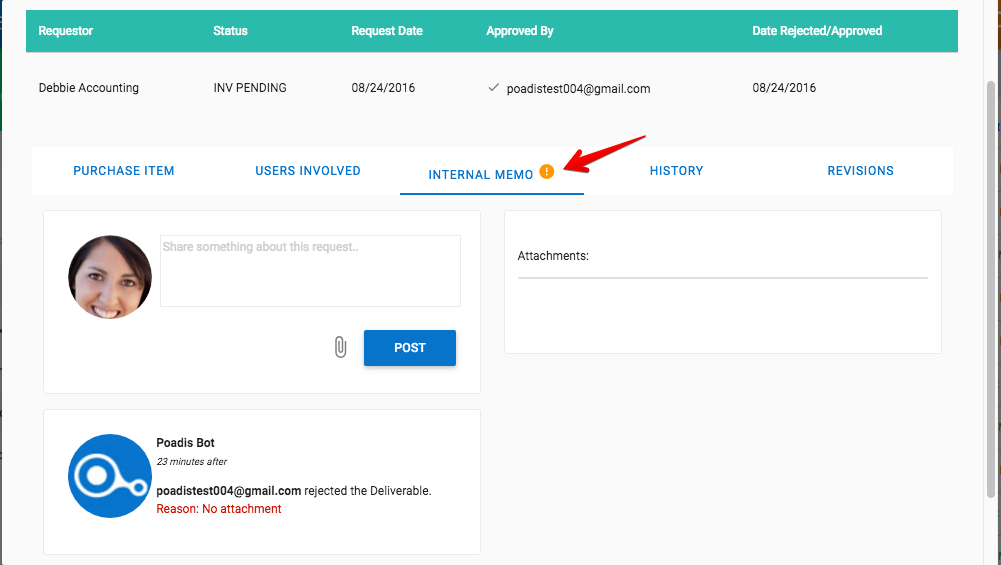 Requestor Status Request Date Approved By Date Rejected/Approved
Debbie Accounting INV PENDING 08/24/2016 poadistest004@gmail.com 08/24/2016
PURCHASE ITEM USERS INVOLVED INTERNAL MEMO ! HISTORY REVISIONS
Share something about this request..
POST
Attachments:
Poadis Bot
23 minutes after
poadistest004@gmail.com rejected the Deliverable.
Reason: No attachment